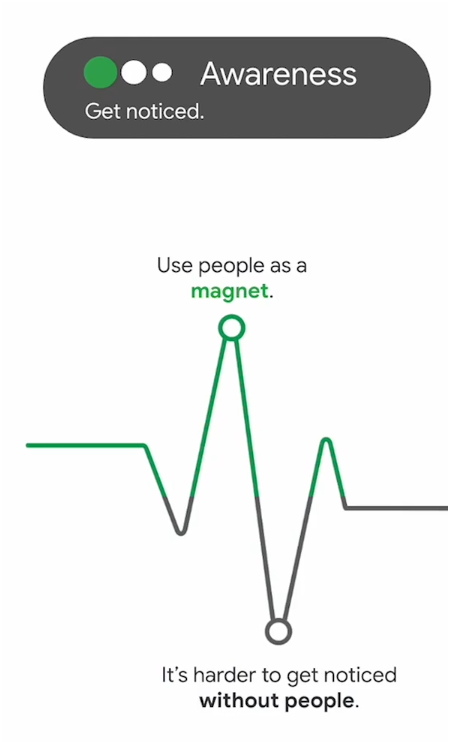 Awareness
Get noticed.
Use people as a
magnet.
It's harder to get noticed
without people.